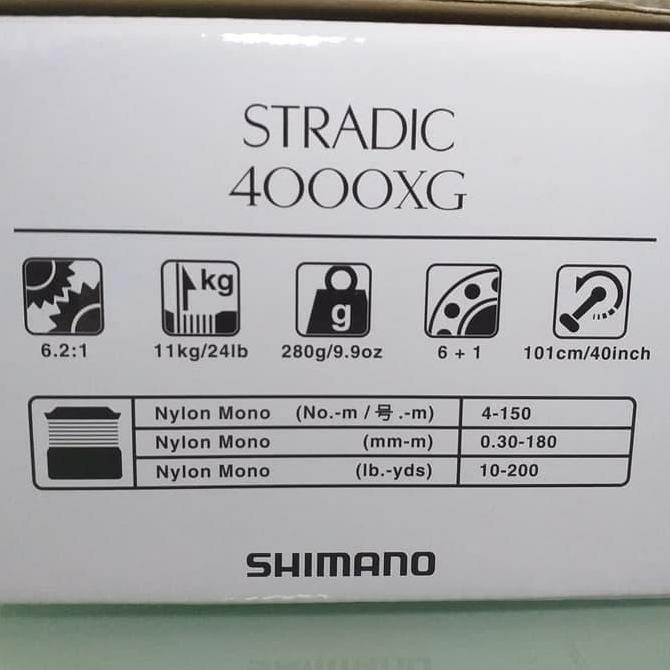 STRADIC
4000XG
kg
g
6.2:1 11kg/24lb 280g/9.9oz 6 + 1 101cm/40inch
Nylon Mono (No.-m / 号.-m) 4-150
Nylon Mono (mm-m) 0.30-180
Nylon Mono (lb.-yds) 10-200
SHIMANO